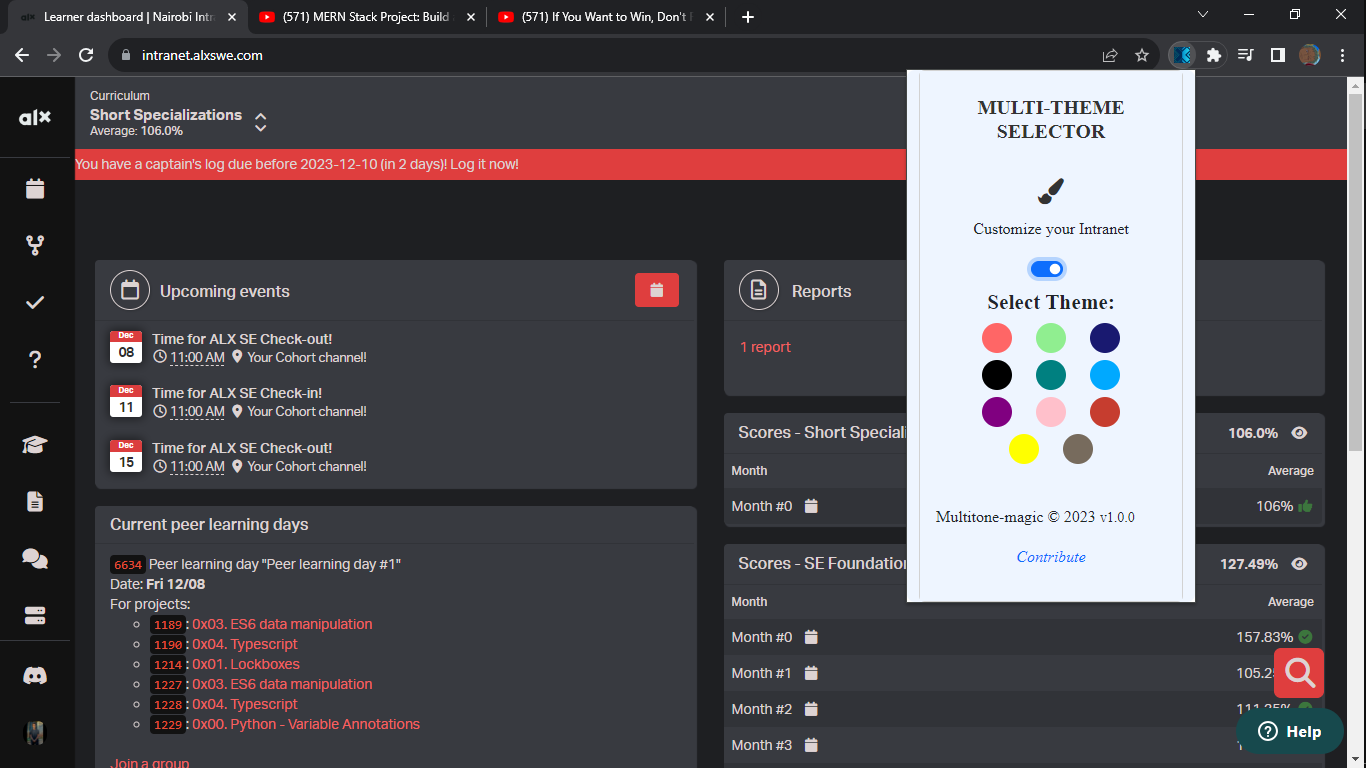 Learner dashboard | Nairobi Intr
(571) MERN Stack Project: Build
(571) If You Want to Win, Don't
intranet.alxswe.com
alx
Curriculum
Short Specializations
Average: 106.0%
You have a captain's log due before 2023-12-10 (in 2 days)! Log it now!
Upcoming events
Dec
08
Time for ALX SE Check-out!
11:00 AM Your Cohort channel!
Dec
11
Time for ALX SE Check-in!
11:00 AM Your Cohort channel!
Dec
15
Time for ALX SE Check-out!
11:00 AM Your Cohort channel!
Current peer learning days
6634 Peer learning day "Peer learning day #1"
Date: Fri 12/08
For projects:
1189: 0x03. ES6 data manipulation
1190: 0x04. Typescript
1214: 0x01. Lockboxes
1227: 0x03. ES6 data manipulation
1228: 0x04. Typescript
1229: 0x00. Python - Variable Annotations
Join a group
Reports
1 report
Scores - Short Speciali
106.0%
Month Average
Month #0 106%
Scores - SE Foundation
127.49%
Month Average
Month #0 157.83%
Month #1 105.2
Month #2
Month #3
MULTI-THEME
SELECTOR
Customize your Intranet
Select Theme:
Multitone-magic © 2023 v1.0.0
Contribute
Help